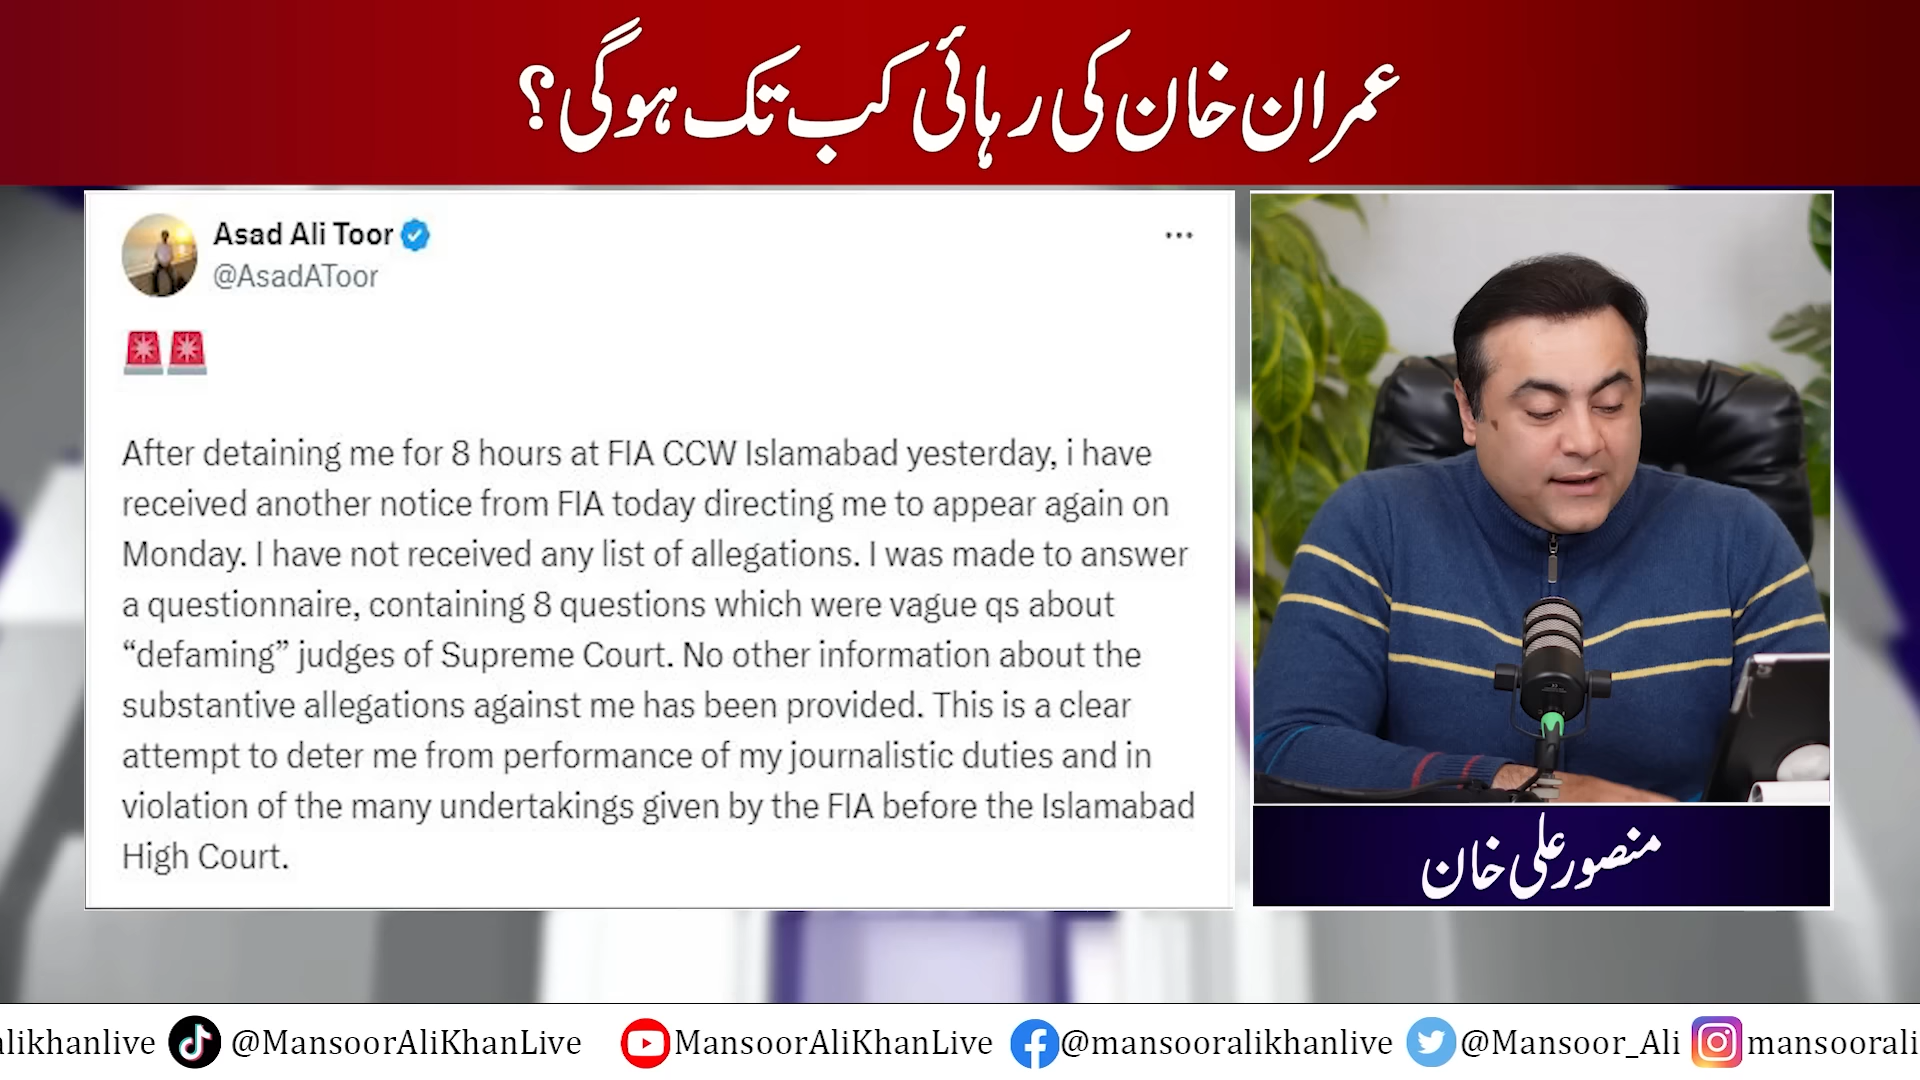 عمران خان کی رہائی کب تک ہوگی؟
Asad Ali Toor
@AsadAToor
After detaining me for 8 hours at FIA CCW Islamabad yesterday, i have
received another notice from FIA today directing me to appear again on
Monday. I have not received any list of allegations. I was made to answer
a questionnaire, containing 8 questions which were vague qs about
“defaming” judges of Supreme Court. No other information about the
substantive allegations against me has been provided. This is a clear
attempt to deter me from performance of my journalistic duties and in
violation of the many undertakings given by the FIA before the Islamabad
High Court.
منصور علی خان
alikhanlive @MansoorAliKhanLive MansoorAliKhanLive @mansooralikhanlive @Mansoor_Ali mansoorali